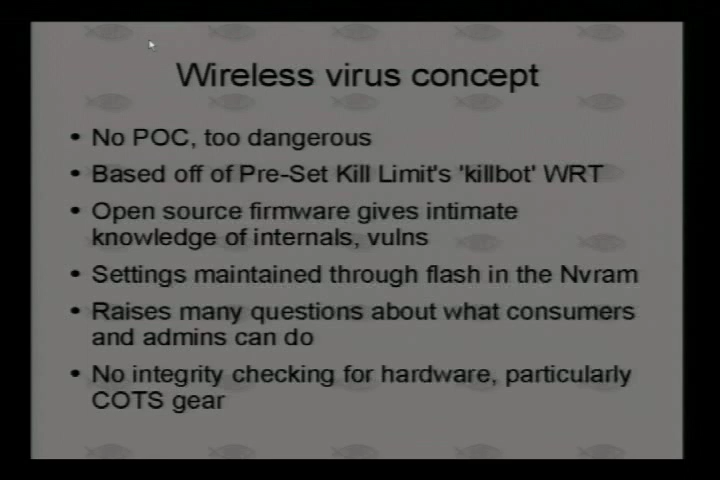 Wireless virus concept
• No POC, too dangerous
• Based off of Pre-Set Kill Limit's 'killbot' WRT
• Open source firmware gives intimate
knowledge of internals, vulns
• Settings maintained through flash in the Nvram
• Raises many questions about what consumers
and admins can do
• No integrity checking for hardware, particularly
COTS gear